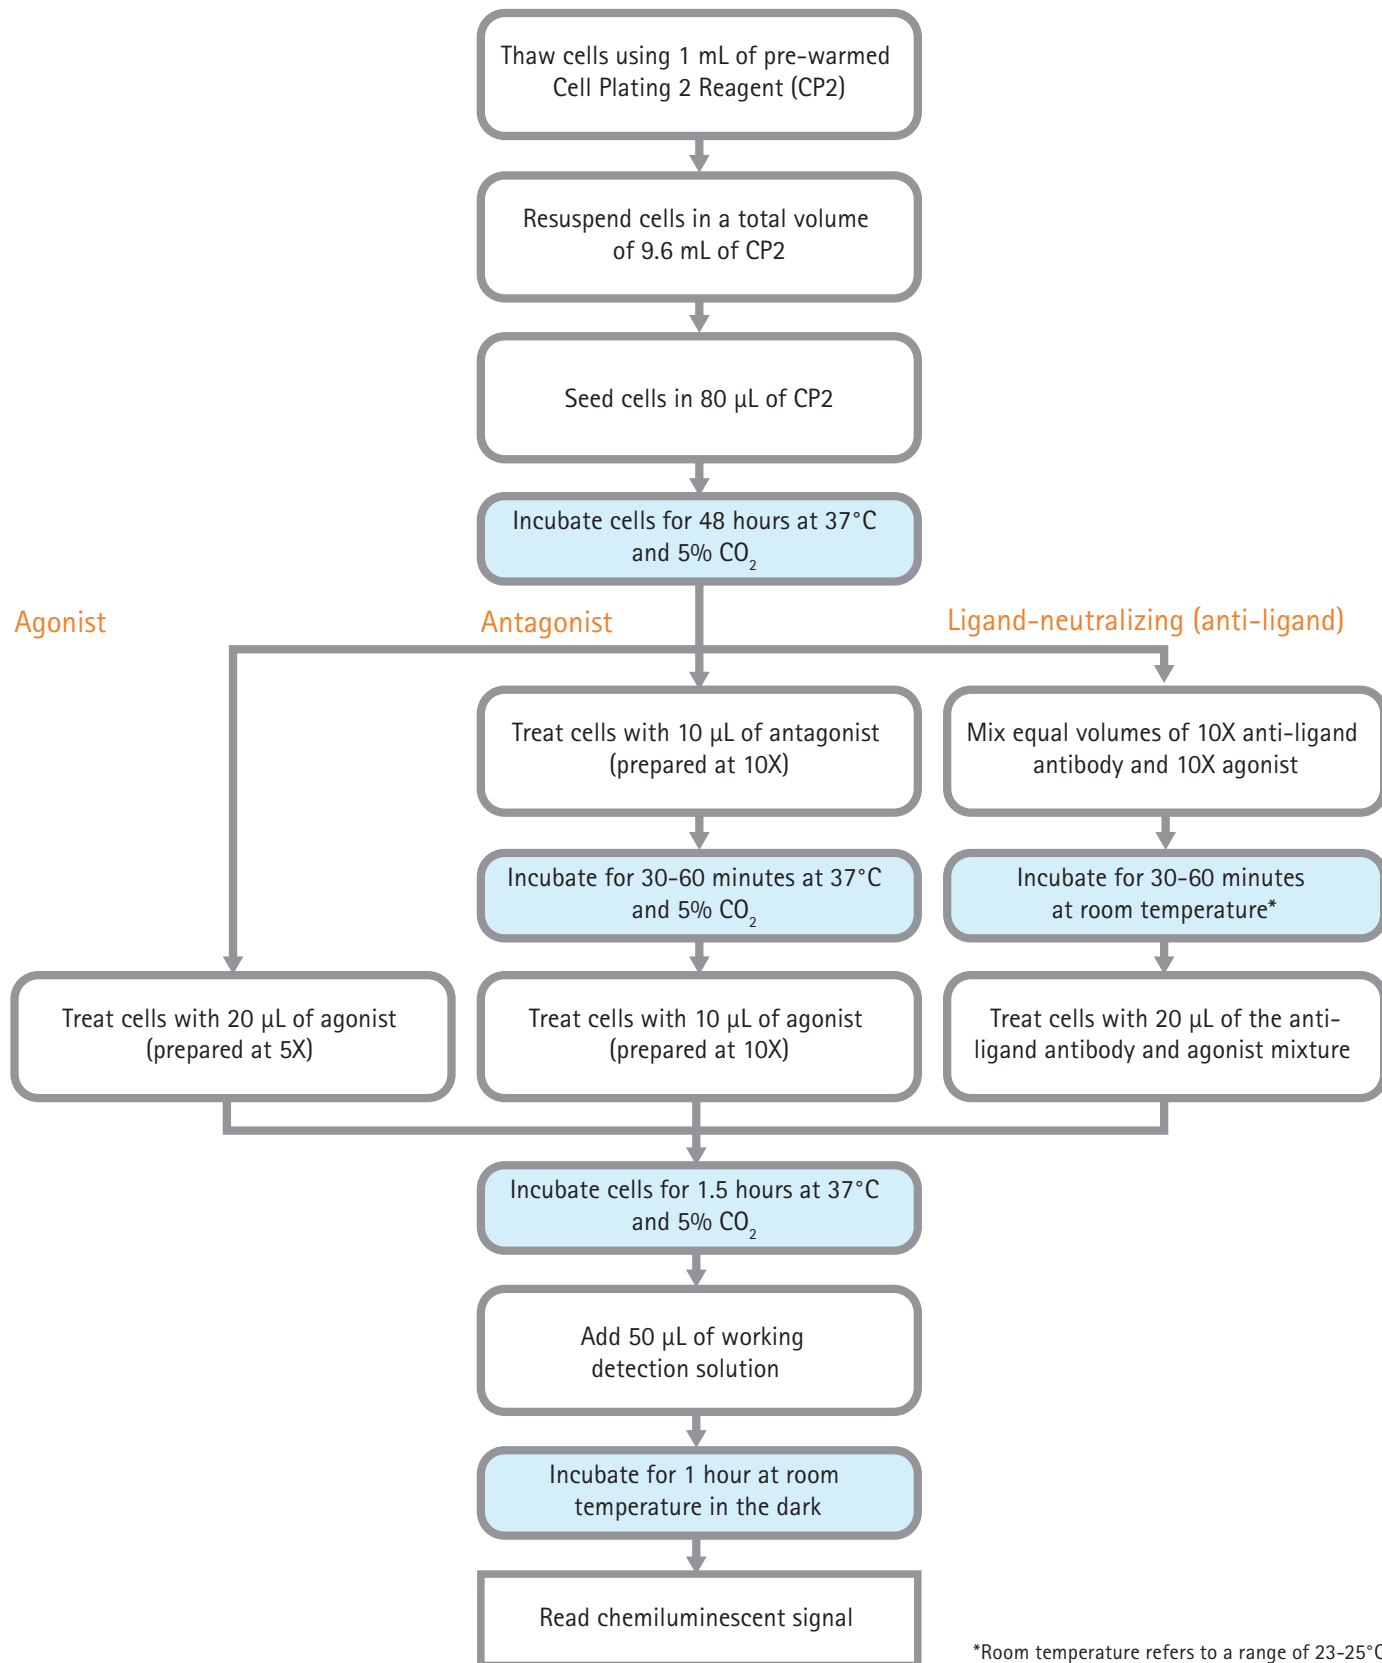 Thaw cells using 1 mL of pre-warmed
Cell Plating 2 Reagent (CP2)
Resuspend cells in a total volume
of 9.6 mL of CP2
Seed cells in 80 µL of CP2
Incubate cells for 48 hours at 37°C
and 5% CO₂
Agonist
Antagonist
Ligand-neutralizing (anti-ligand)
Treat cells with 10 µL of antagonist
(prepared at 10X)
Mix equal volumes of 10X anti-ligand
antibody and 10X agonist
Incubate for 30-60 minutes at 37°C
and 5% CO₂
Incubate for 30-60 minutes
at room temperature*
Treat cells with 20 µL of agonist
(prepared at 5X)
Treat cells with 10 µL of agonist
(prepared at 10X)
Treat cells with 20 µL of the anti-
ligand antibody and agonist mixture
Incubate cells for 1.5 hours at 37°C
and 5% CO₂
Add 50 µL of working
detection solution
Incubate for 1 hour at room
temperature in the dark
Read chemiluminescent signal
*Room temperature refers to a range of 23-25°C